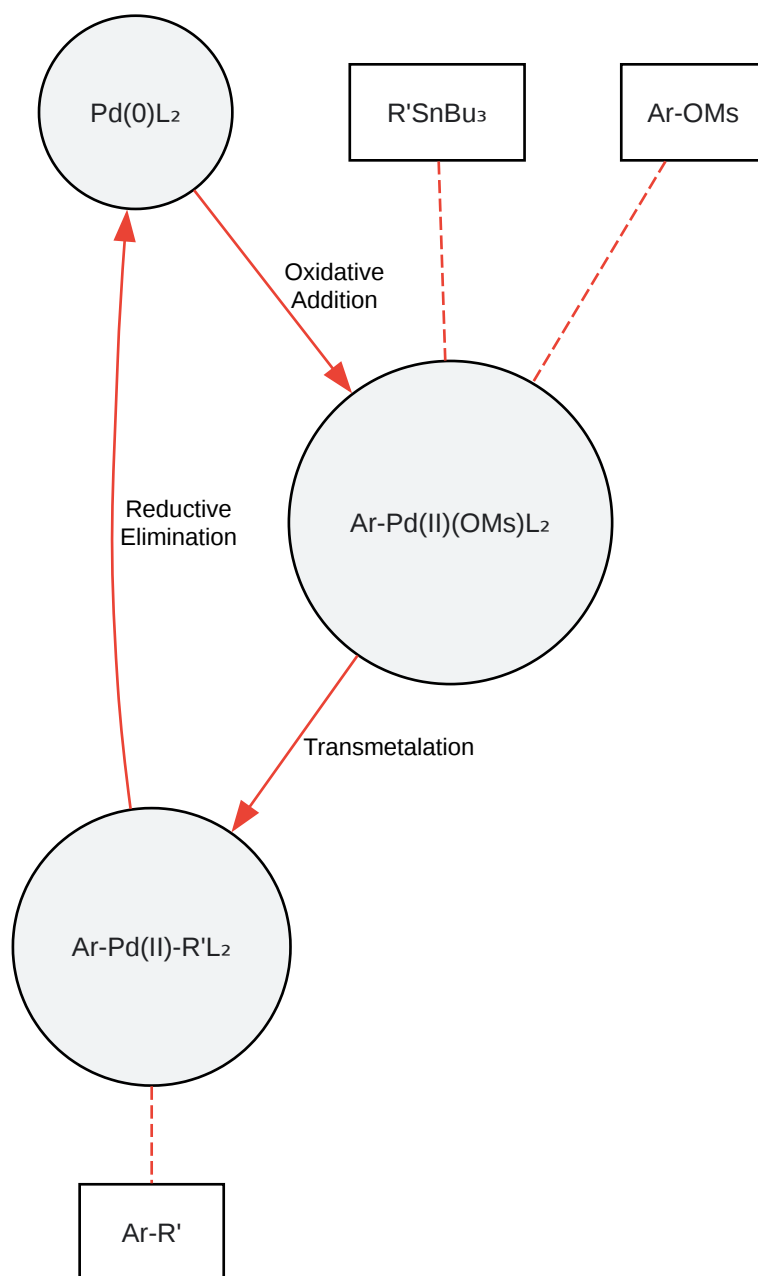 Pd(0)L₂
R'SnBu₃
Ar-OMs
Oxidative
Addition
Reductive
Elimination
Ar-Pd(II)(OMs)L₂
Transmetalation
Ar-Pd(II)-R'L₂
Ar-R'